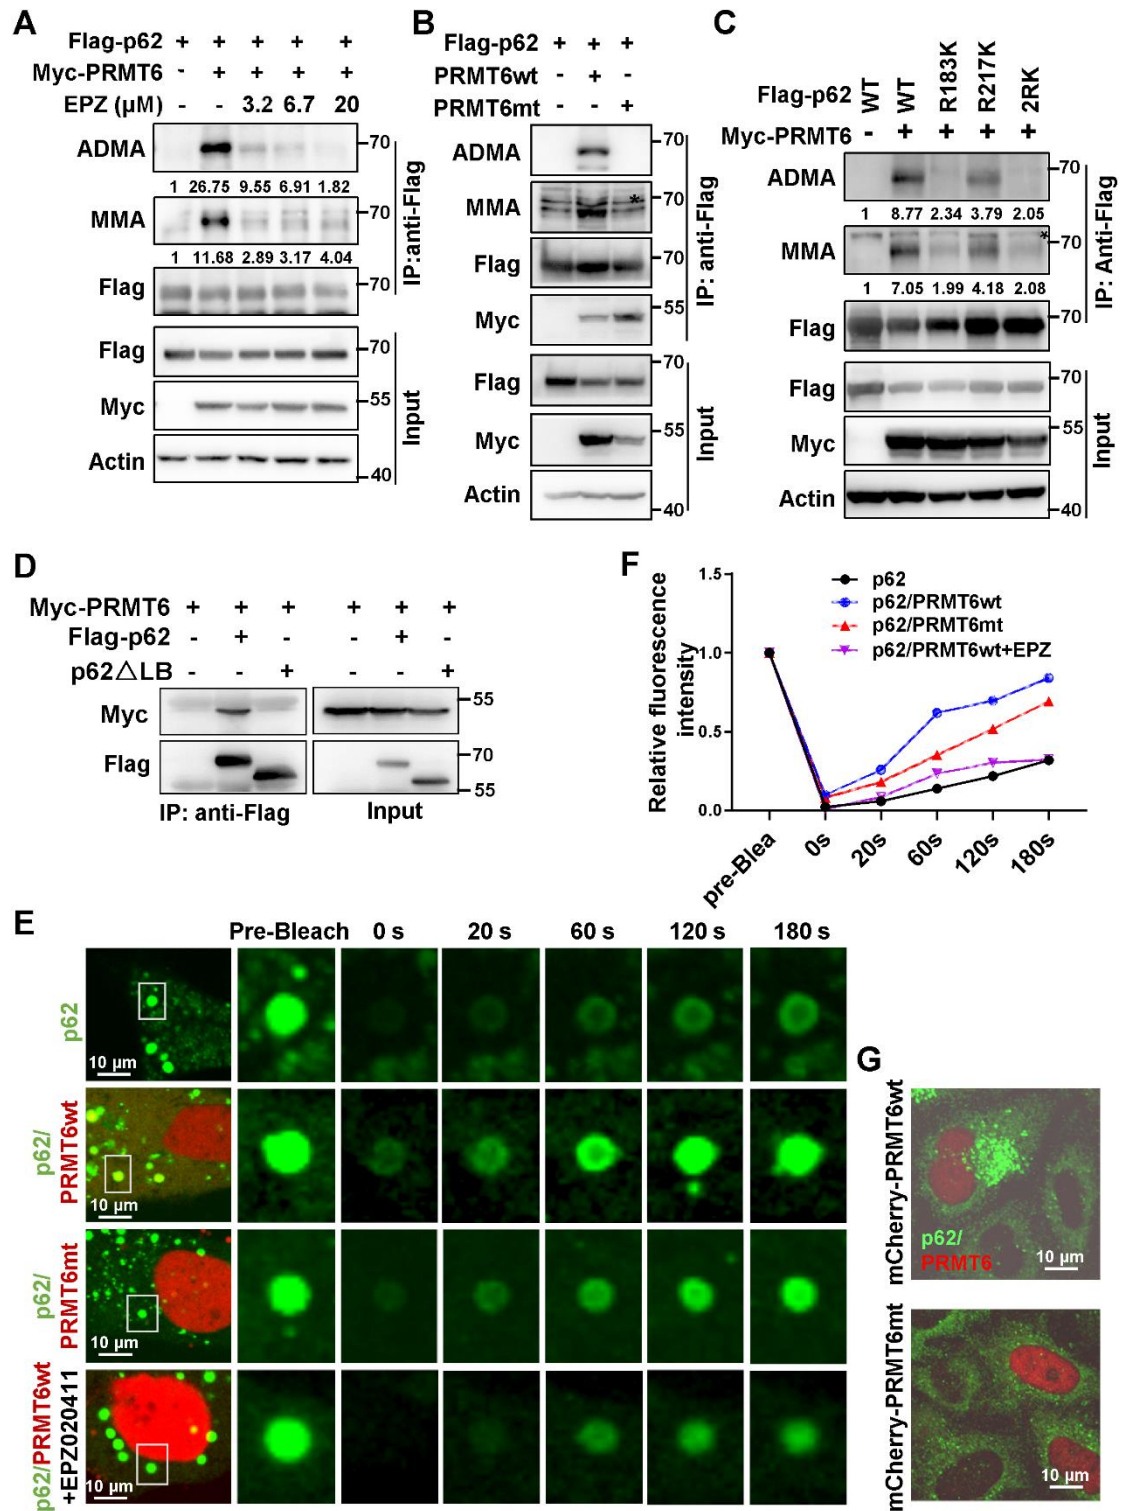 A
Flag-p62 + + + + +
Myc-PRMT6 - + + + +
EPZ (µM) - - 3.2 6.7 20
ADMA 70
1 26.75 9.55 6.91 1.82
MMA 70
1 11.68 2.89 3.17 4.04
Flag 70
IP:anti-Flag
Flag 70
Myc 55
Actin 40
Input
B
Flag-p62 + + +
PRMT6wt - + -
PRMT6mt - - +
ADMA 70
MMA * 70
Flag 70
Myc 55
IP: anti-Flag
Flag 70
Myc 55
Actin 40
Input
C
Flag-p62 WT WT R183K R217K 2RK
Myc-PRMT6 - + + + +
ADMA 70
1 8.77 2.34 3.79 2.05
MMA * 70
1 7.05 1.99 4.18 2.08
Flag 70
IP: Anti-Flag
Flag 70
Myc 55
Actin 40
Input
D
Myc-PRMT6 + + + + + +
Flag-p62 - + - - + -
p62△LB - - + - - +
Myc 55
Flag 70
55
IP: anti-Flag Input
F
Relative fluorescence
intensity
1.5
1.0
0.5
0.0
p62
p62/PRMT6wt
p62/PRMT6mt
p62/PRMT6wt+EPZ
pre-Blea 0s 20s 60s 120s 180s
E
Pre-Bleach 0 s 20 s 60 s 120 s 180 s
p62
10 µm
p62/
PRMT6wt
10 µm
p62/
PRMT6mt
10 µm
p62/PRMT6wt
+EPZ020411
10 µm
G
mCherry-PRMT6wt
p62/
PRMT6
10 µm
mCherry-PRMT6mt
10 µm